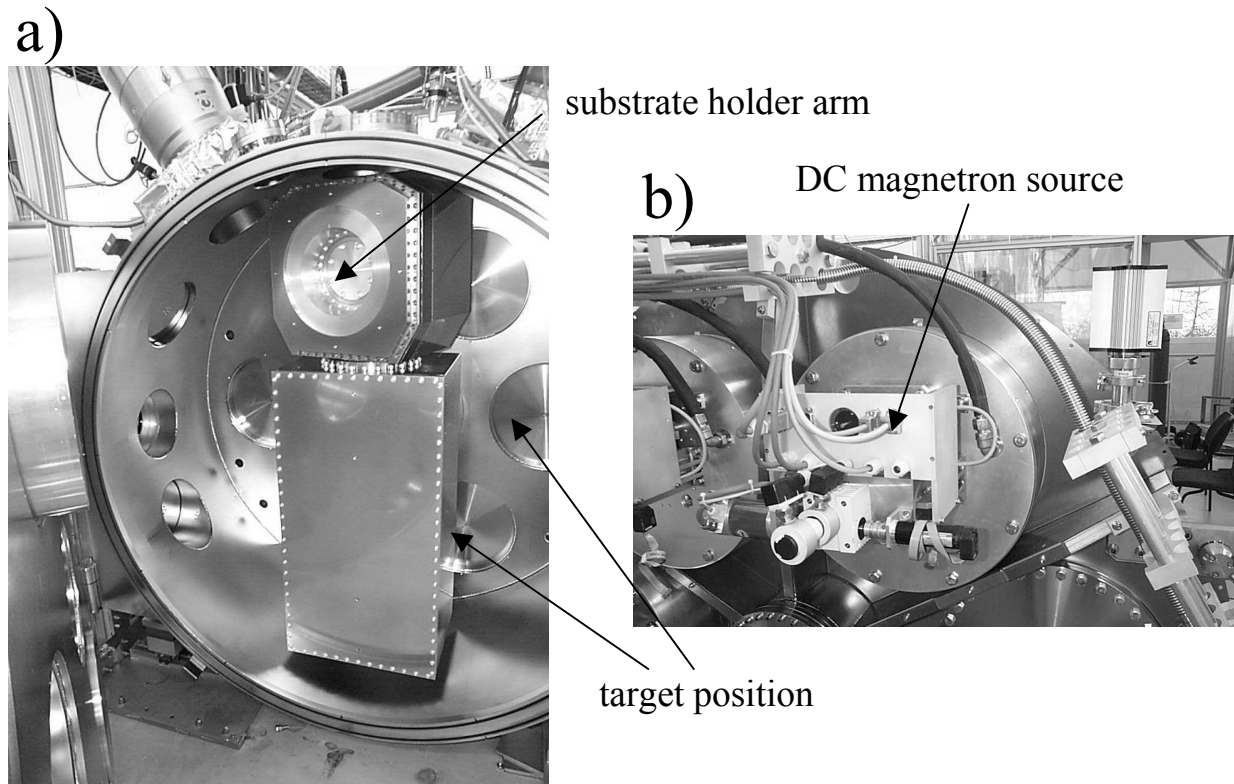 a)
substrate holder arm
DC magnetron source
b)
target position